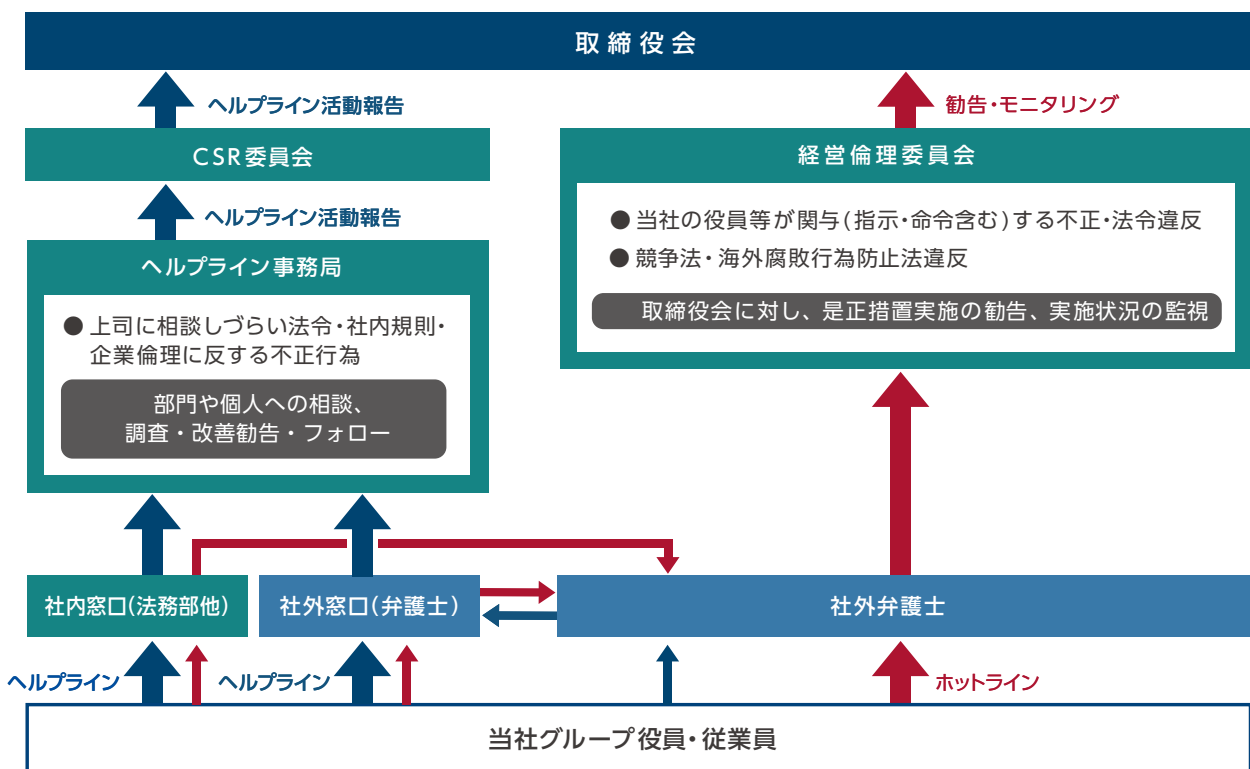 取締役会
ヘルプライン活動報告
勧告・モニタリング
CSR委員会
経営倫理委員会
ヘルプライン活動報告
● 当社の役員等が関与(指示・命令含む)する不正・法令違反
● 競争法・海外腐敗行為防止法違反
取締役会に対し、是正措置実施の勧告、実施状況の監視
ヘルプライン事務局
● 上司に相談しづらい法令・社内規則・
企業倫理に反する不正行為
部門や個人への相談、
調査・改善勧告・フォロー
社内窓口(法務部他)
社外窓口(弁護士)
社外弁護士
ヘルプライン
ヘルプライン
ホットライン
当社グループ役員・従業員